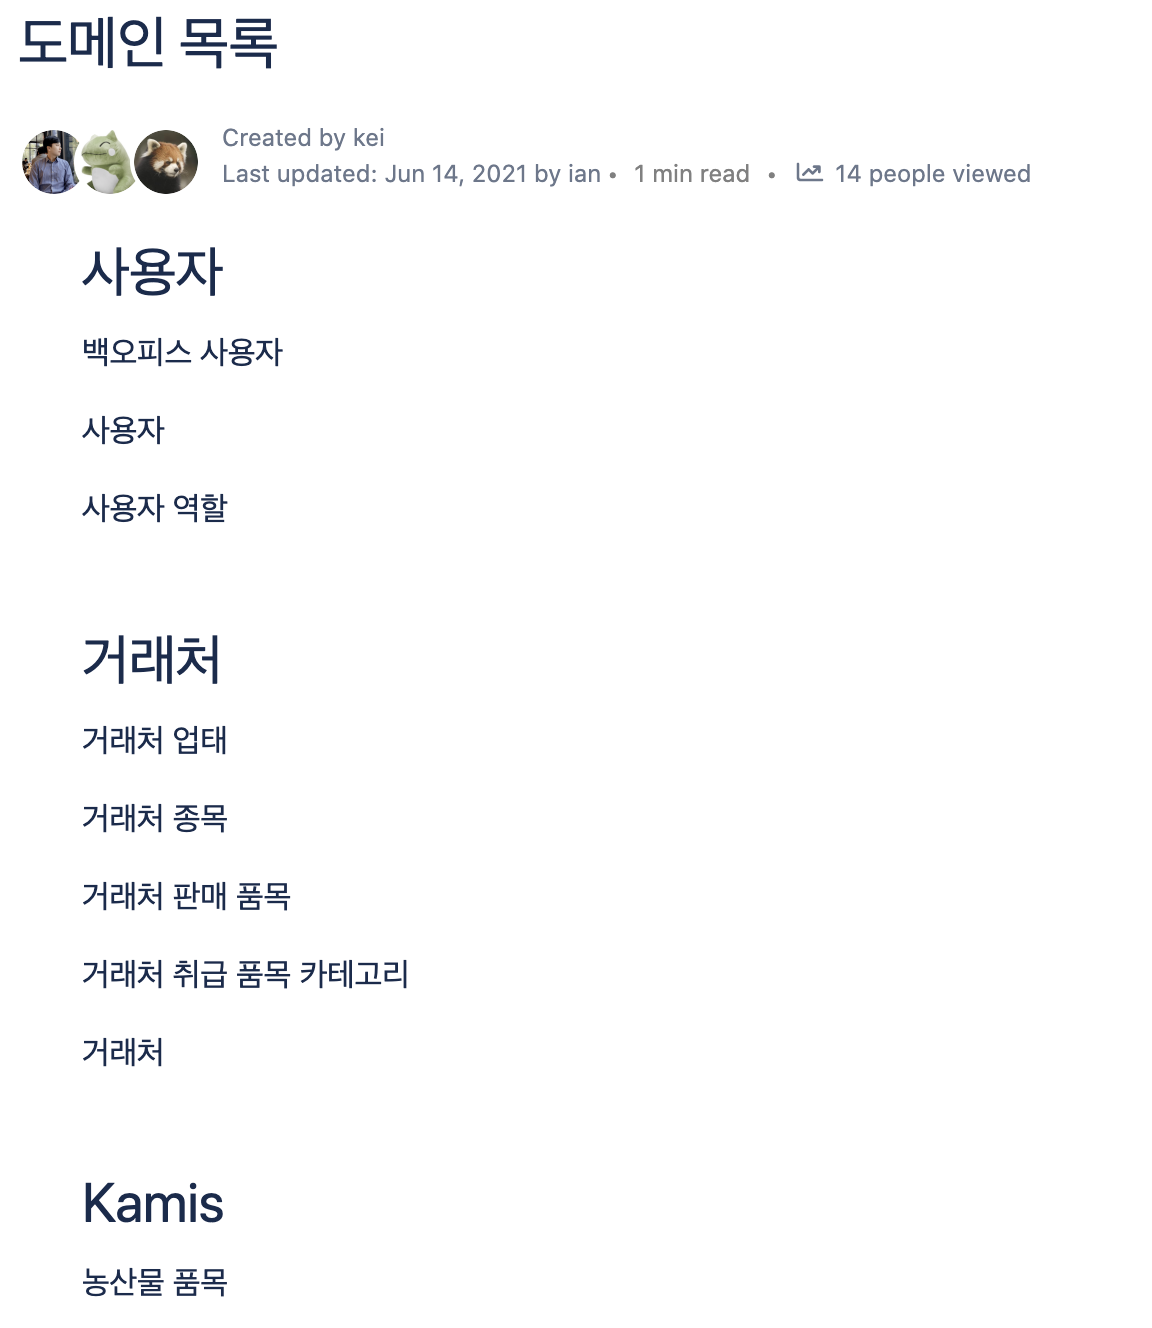 도메인 목록
Created by kei
Last updated: Jun 14, 2021 by ian • 1 min read • 14 people viewed
사용자
백오피스 사용자
사용자
사용자 역할
거래처
거래처 업태
거래처 종목
거래처 판매 품목
거래처 취급 품목 카테고리
거래처
Kamis
농산물 품목